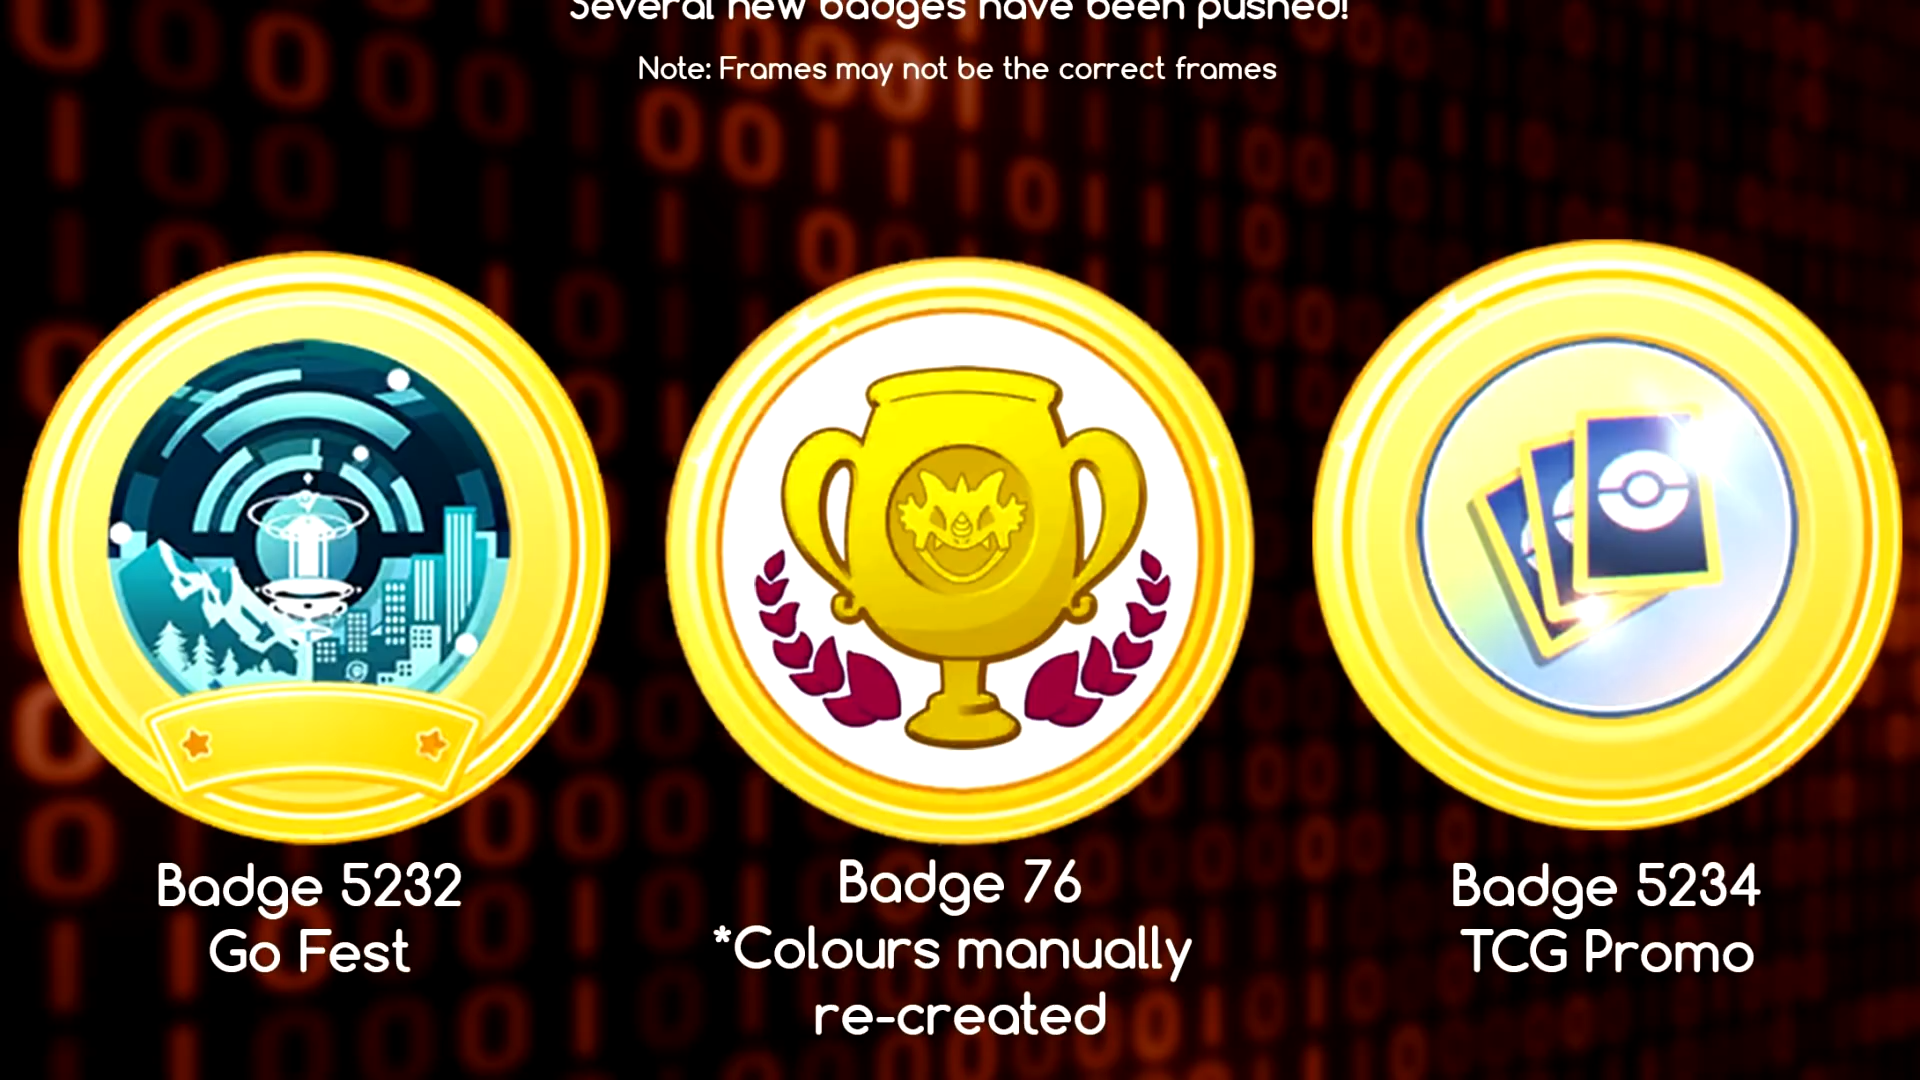 Several new badges have been pushed!
Note: Frames may not be the correct frames
Badge 5232
Go Fest
Badge 76
*Colours manually
re-created
Badge 5234
TCG Promo